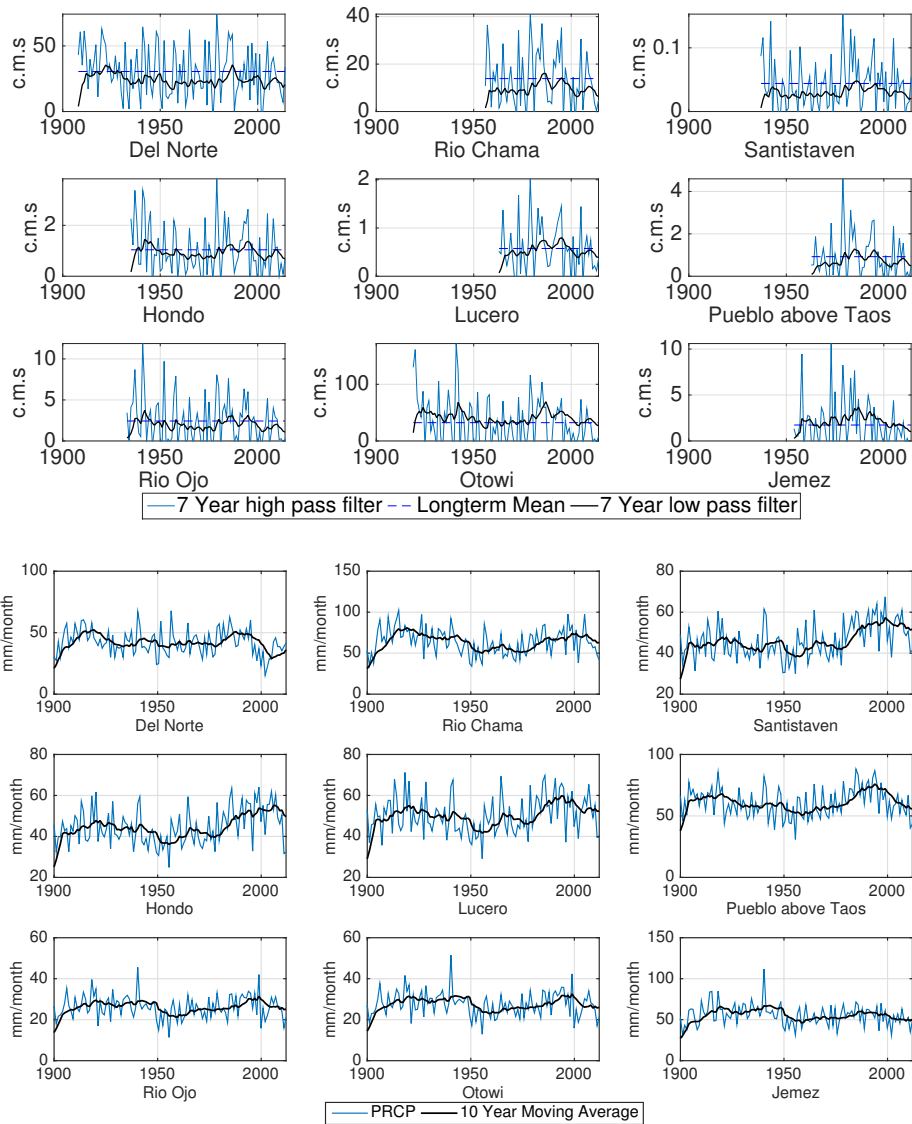 c.m.s
50
0
1900 1950 2000
Del Norte
40
20
0
1900 1950 2000
Rio Chama
c.m.s
0.1
0
1900 1950 2000
Santistaven
c.m.s
2
0
1900 1950 2000
Hondo
2
1
0
1900 1950 2000
Lucero
4
2
0
1900 1950 2000
Pueblo above Taos
c.m.s
10
5
0
1900 1950 2000
Rio Ojo
c.m.s
100
0
1900 1950 2000
Otowi
c.m.s
10
5
0
1900 1950 2000
Jemez
7 Year high pass filter Longterm Mean 7 Year low pass filter
mm/month
100
50
0
1900 1950 2000
Del Norte
mm/month
150
100
50
0
1900 1950 2000
Rio Chama
mm/month
80
60
40
20
1900 1950 2000
Santistaven
mm/month
80
60
40
20
1900 1950 2000
Hondo
mm/month
80
60
40
20
1900 1950 2000
Lucero
mm/month
100
50
0
1900 1950 2000
Pueblo above Taos
mm/month
60
40
20
0
1900 1950 2000
Rio Ojo
mm/month
60
40
20
0
1900 1950 2000
Otowi
mm/month
150
100
50
0
1900 1950 2000
Jemez
PRCP 10 Year Moving Average